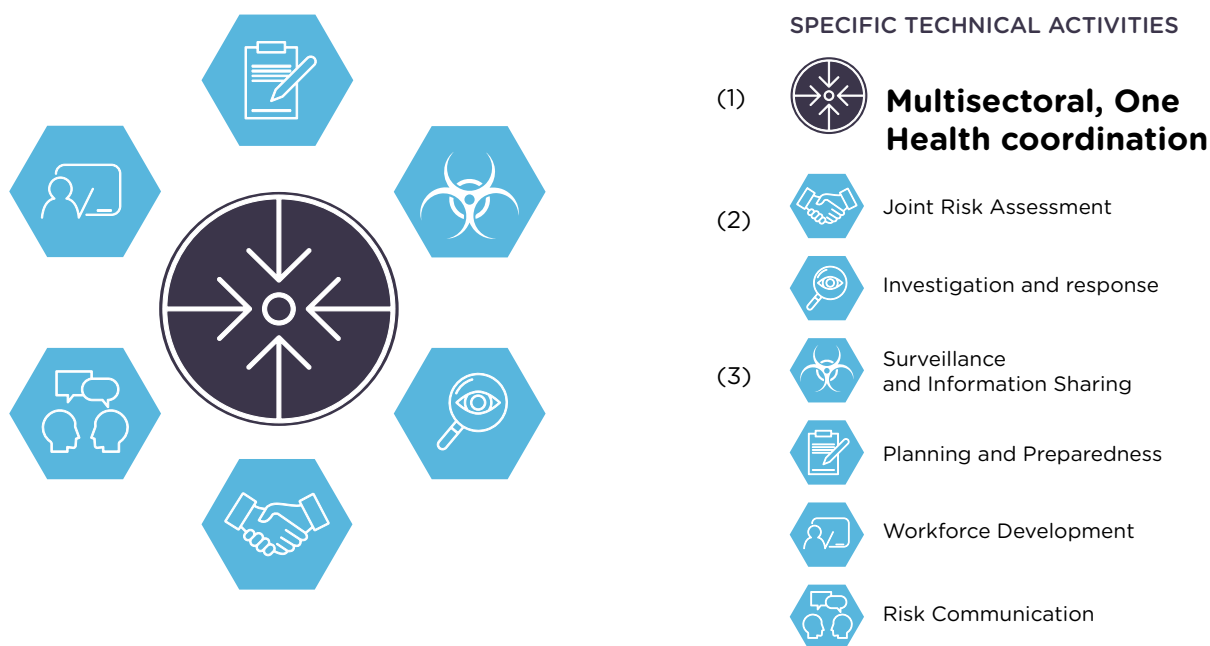 SPECIFIC TECHNICAL ACTIVITIES
(1)
Multisectoral, One
Health coordination
(2)
Joint Risk Assessment
Investigation and response
(3)
Surveillance
and Information Sharing
Planning and Preparedness
Workforce Development
Risk Communication